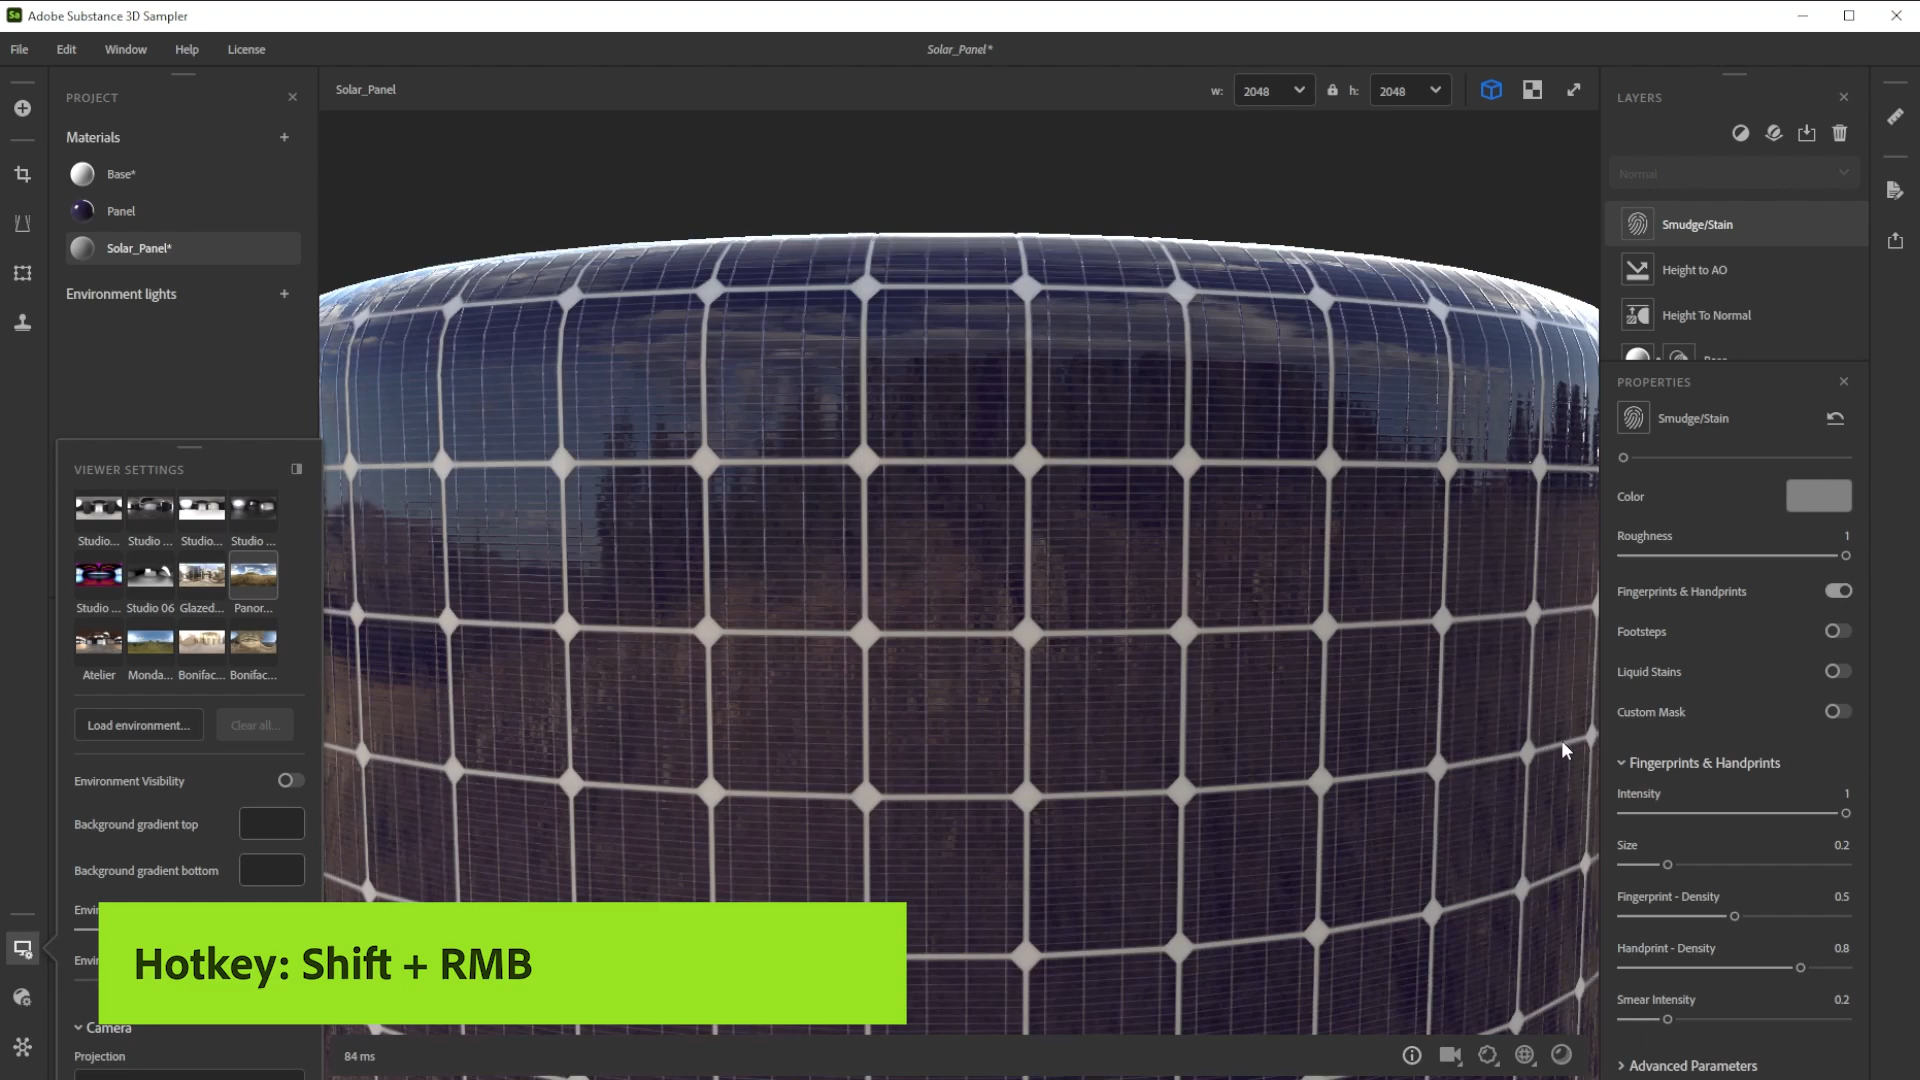 Sa Adobe Substance 3D Sampler
File Edit Window Help License
Solar_Panel*
PROJECT
Materials
Base*
Panel
Solar_Panel*
Environment lights
VIEWER SETTINGS
Studio... Studio ... Studio... Studio ...
Studio ... Studio 06 Glazed... Panor...
Atelier Monda... Bonifac... Bonifac...
Load environment... Clear all...
Environment Visibility
Background gradient top
Background gradient bottom
Envir
Envir
Hotkey: Shift + RMB
Camera
Projection
Solar_Panel
w: 2048 h: 2048
84 ms
LAYERS
Normal
Smudge/Stain
Height to AO
Height To Normal
PROPERTIES
Smudge/Stain
Color
Roughness 1
Fingerprints & Handprints
Footsteps
Liquid Stains
Custom Mask
Fingerprints & Handprints
Intensity 1
Size 0.2
Fingerprint - Density 0.5
Handprint - Density 0.8
Smear Intensity 0.2
Advanced Parameters